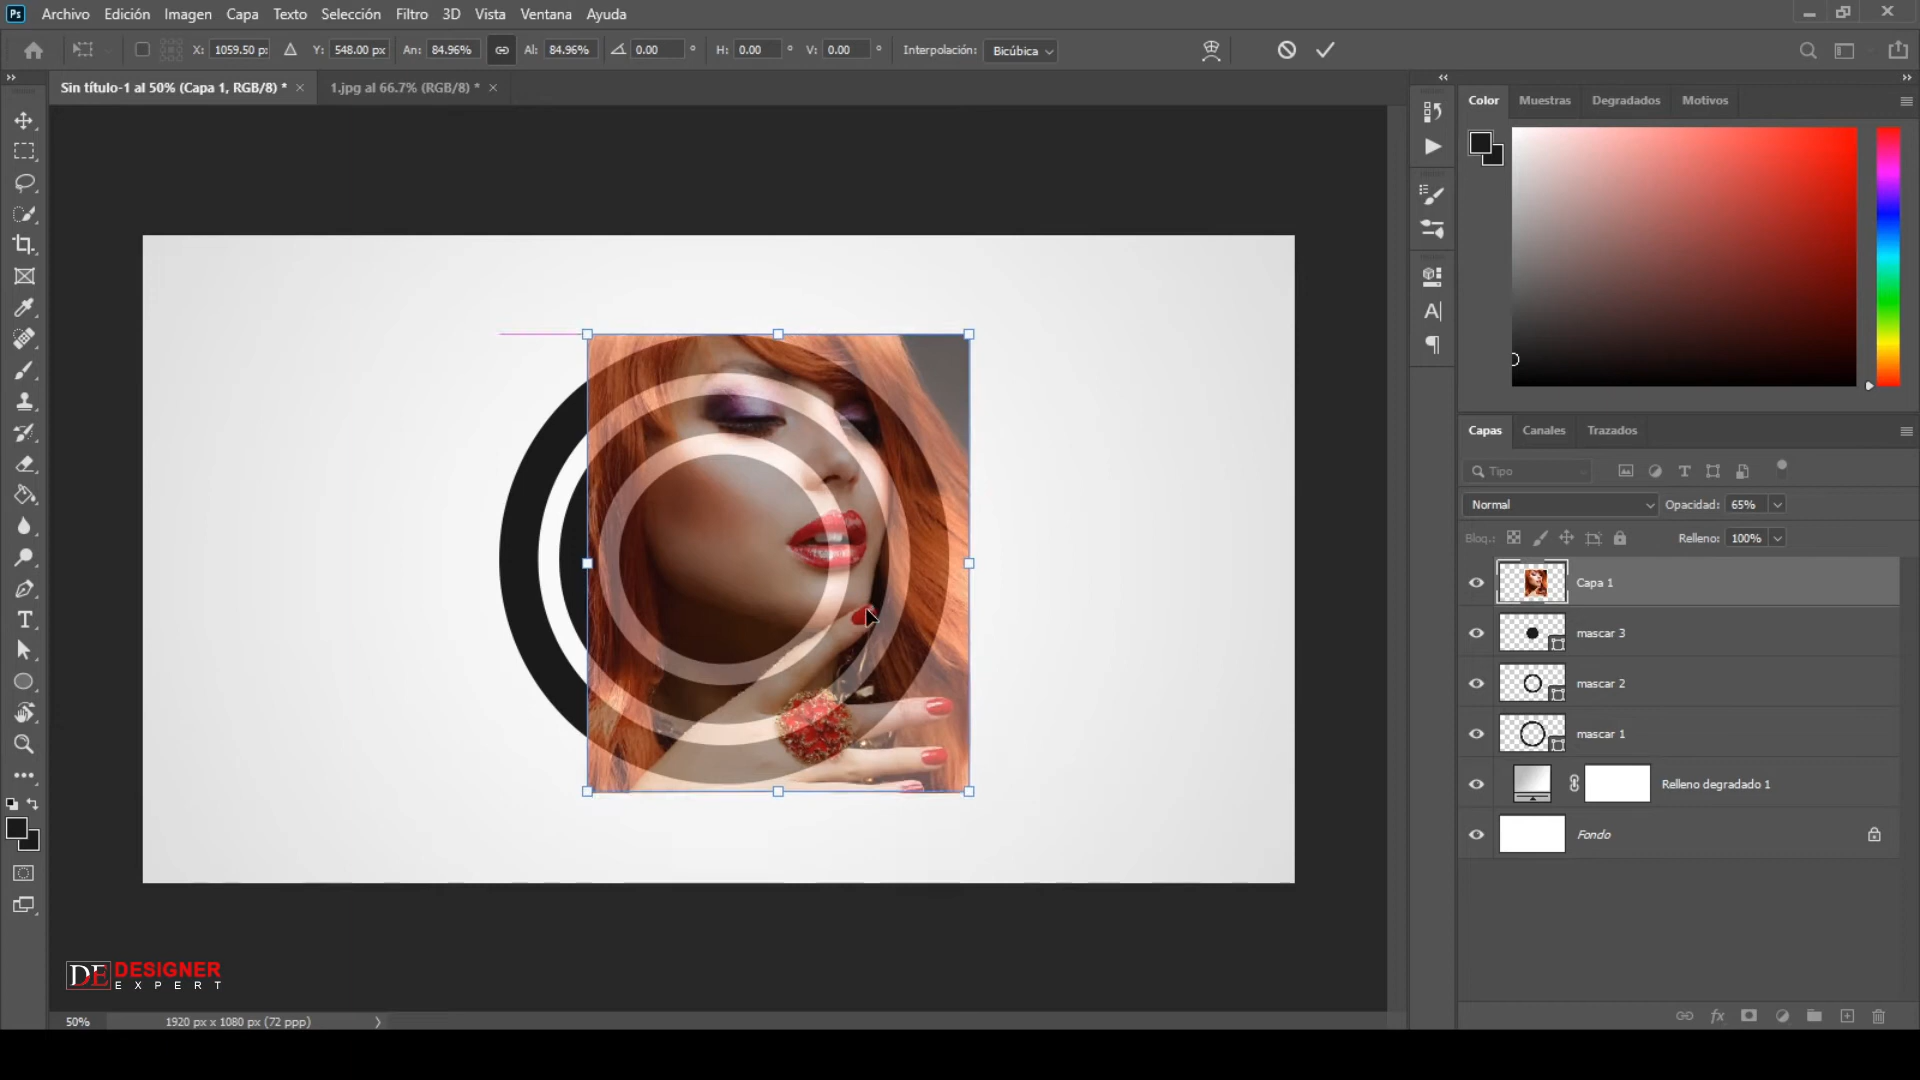 Ps Archivo Edición Imagen Capa Texto Selección Filtro 3D Vista Ventana Ayuda
X: 1059.50 p: Y: 548.00 px An: 84.96% Al: 84.96% 0.00 ° H: 0.00 ° V: 0.00 ° Interpolación: Bicúbica
Sin título-1 al 50% (Capa 1, RGB/8) * × 1.jpg al 66.7% (RGB/8) * ×
Color Muestras Degradados Motivos
Capas Canales Trazados
Tipo
Normal Opacidad: 65%
Bloq.: Relleno: 100%
Capa 1
mascar 3
mascar 2
mascar 1
Relleno degradado 1
Fondo
DE DESIGNER
EXPERT
50% 1920 px x 1080 px (72 ppp)
fx